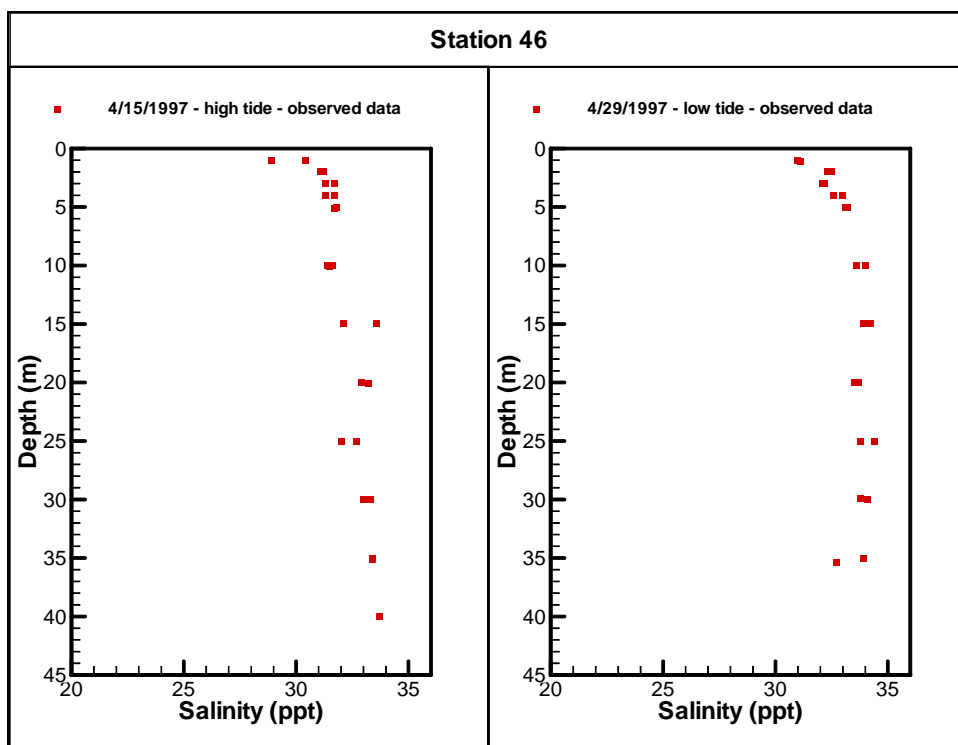 Station 46
4/15/1997 - high tide - observed data
0
5
10
15
20
25
30
35
40
45
Depth (m)
20 25 30 35
Salinity (ppt)
4/29/1997 - low tide - observed data
0
5
10
15
20
25
30
35
40
45
Depth (m)
20 25 30 35
Salinity (ppt)